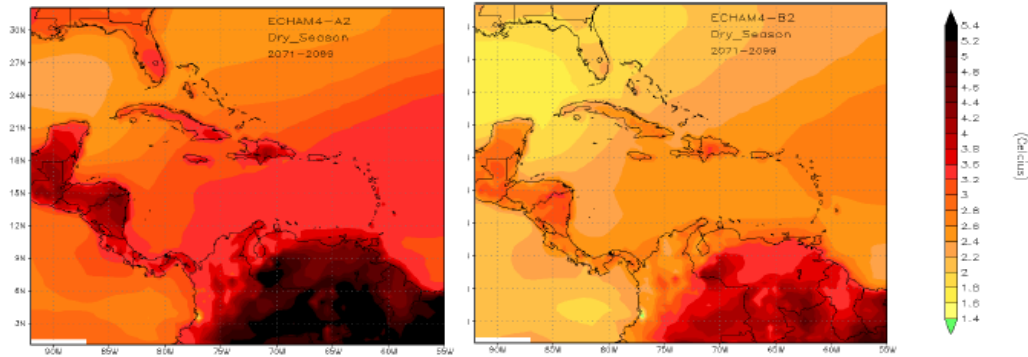 ECHAM4-A2
Dry_Season
2071-2099
30N
27N
24N
21N
18N
15N
12N
9N
6N
3N
90W
85W
80W
75W
70W
65W
60W
55W
ECHAM4-B2
Dry_Season
2071-2099
90W
85W
80W
75W
70W
65W
60W
55W
5.4
5.2
5
4.8
4.6
4.4
4.2
4
3.8
3.5
3.2
3
2.8
2.6
2.4
2.2
2
1.8
1.6
1.4
(Celcius)